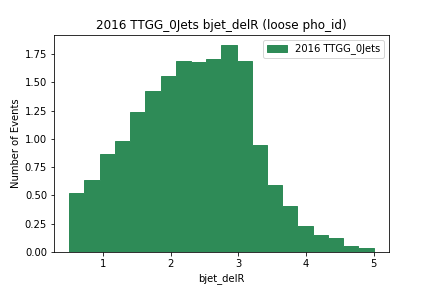 2016 TTGG_0Jets bjet_delR (loose pho_id)
2016 TTGG_0Jets
Number of Events
1.75
1.50
1.25
1.00
0.75
0.50
0.25
0.00
1 2 3 4 5
bjet_delR